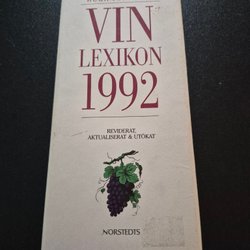 VIN
LEXIKON
1992
REVIDERAT,
AKTUALISERAT & UTÖKAT
NORSTEDTS